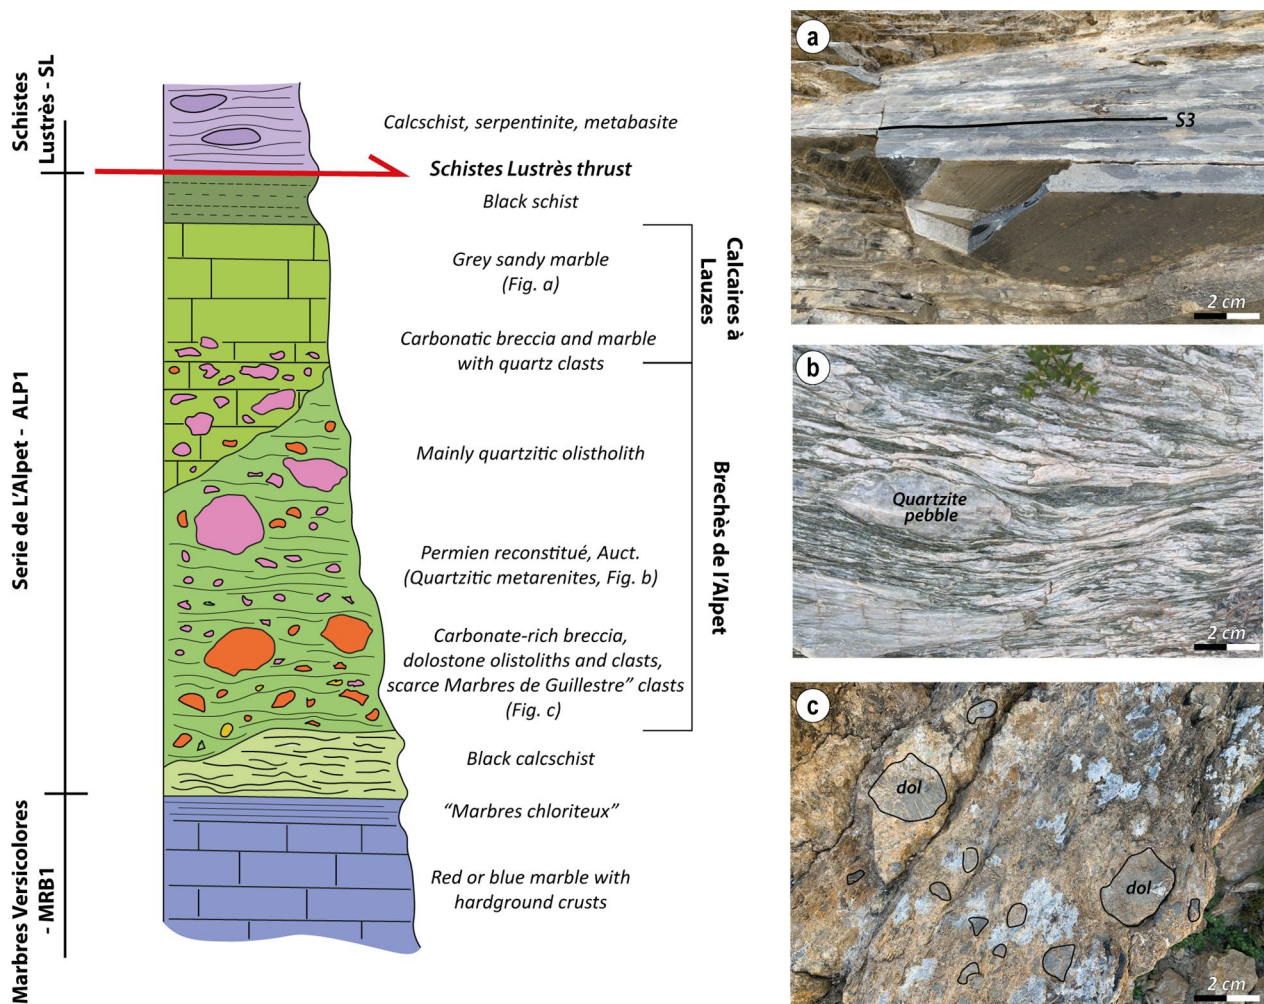 Schistes
Lustrès - SL
Serie de L'Alpet - ALP1
Marbres Versicolores
- MRB1
Calcschist, serpentinite, metabasite
Schistes Lustrès thrust
Black schist
Grey sandy marble
(Fig. a)
Carbonatic breccia and marble
with quartz clasts
Mainly quartzitic olistholith
Permien reconstitué, Auct.
(Quartzitic metarenites, Fig. b)
Carbonate-rich breccia,
dolostone olistoliths and clasts,
scarce Marbres de Guillestre” clasts
(Fig. c)
Black calcschist
“Marbres chloriteux”
Red or blue marble with
hardground crusts
Calcaires à
Lauzes
Brechès de l'Alpet
a
S3
2 cm
b
Quartzite
pebble
2 cm
c
dol
dol
2 cm